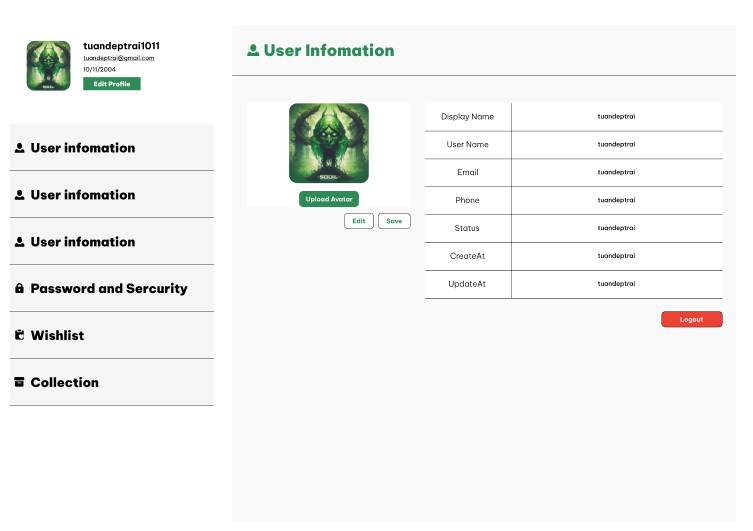 tuandeptrai1011
tuandeptrai@gmail.com
10/11/2004
Edit Profile
User infomation
User infomation
User infomation
Password and Sercurity
Wishlist
Collection
User Infomation
SOUL
Upload Avatar
Edit
Save
Display Name tuandeptrai
User Name tuandeptrai
Email tuandeptrai
Phone tuandeptrai
Status tuandeptrai
CreateAt tuandeptrai
UpdateAt tuandeptrai
Logout